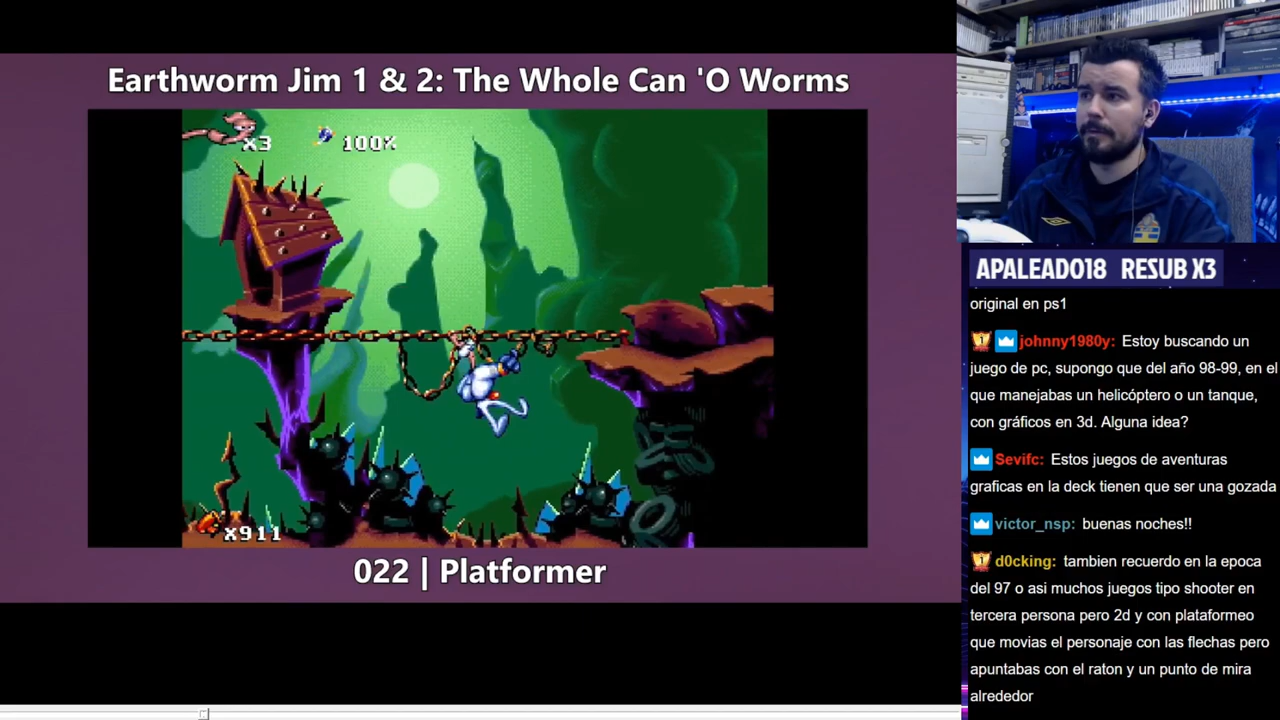 Earthworm Jim 1 & 2: The Whole Can 'O Worms
X3
100%
X911
022 | Platformer
APALEADO18 RESUB X3
original en ps1
johnny1980y: Estoy buscando un
juego de pc, supongo que del año 98-99, en el
que manejabas un helicóptero o un tanque,
con gráficos en 3d. Alguna idea?
Sevifc: Estos juegos de aventuras
graficas en la deck tienen que ser una gozada
victor_nsp: buenas noches!!
d0cking: tambien recuerdo en la epoca
del 97 o asi muchos juegos tipo shooter en
tercera persona pero 2d y con plataformeo
que movias el personaje con las flechas pero
apuntabas con el raton y un punto de mira
alrededor